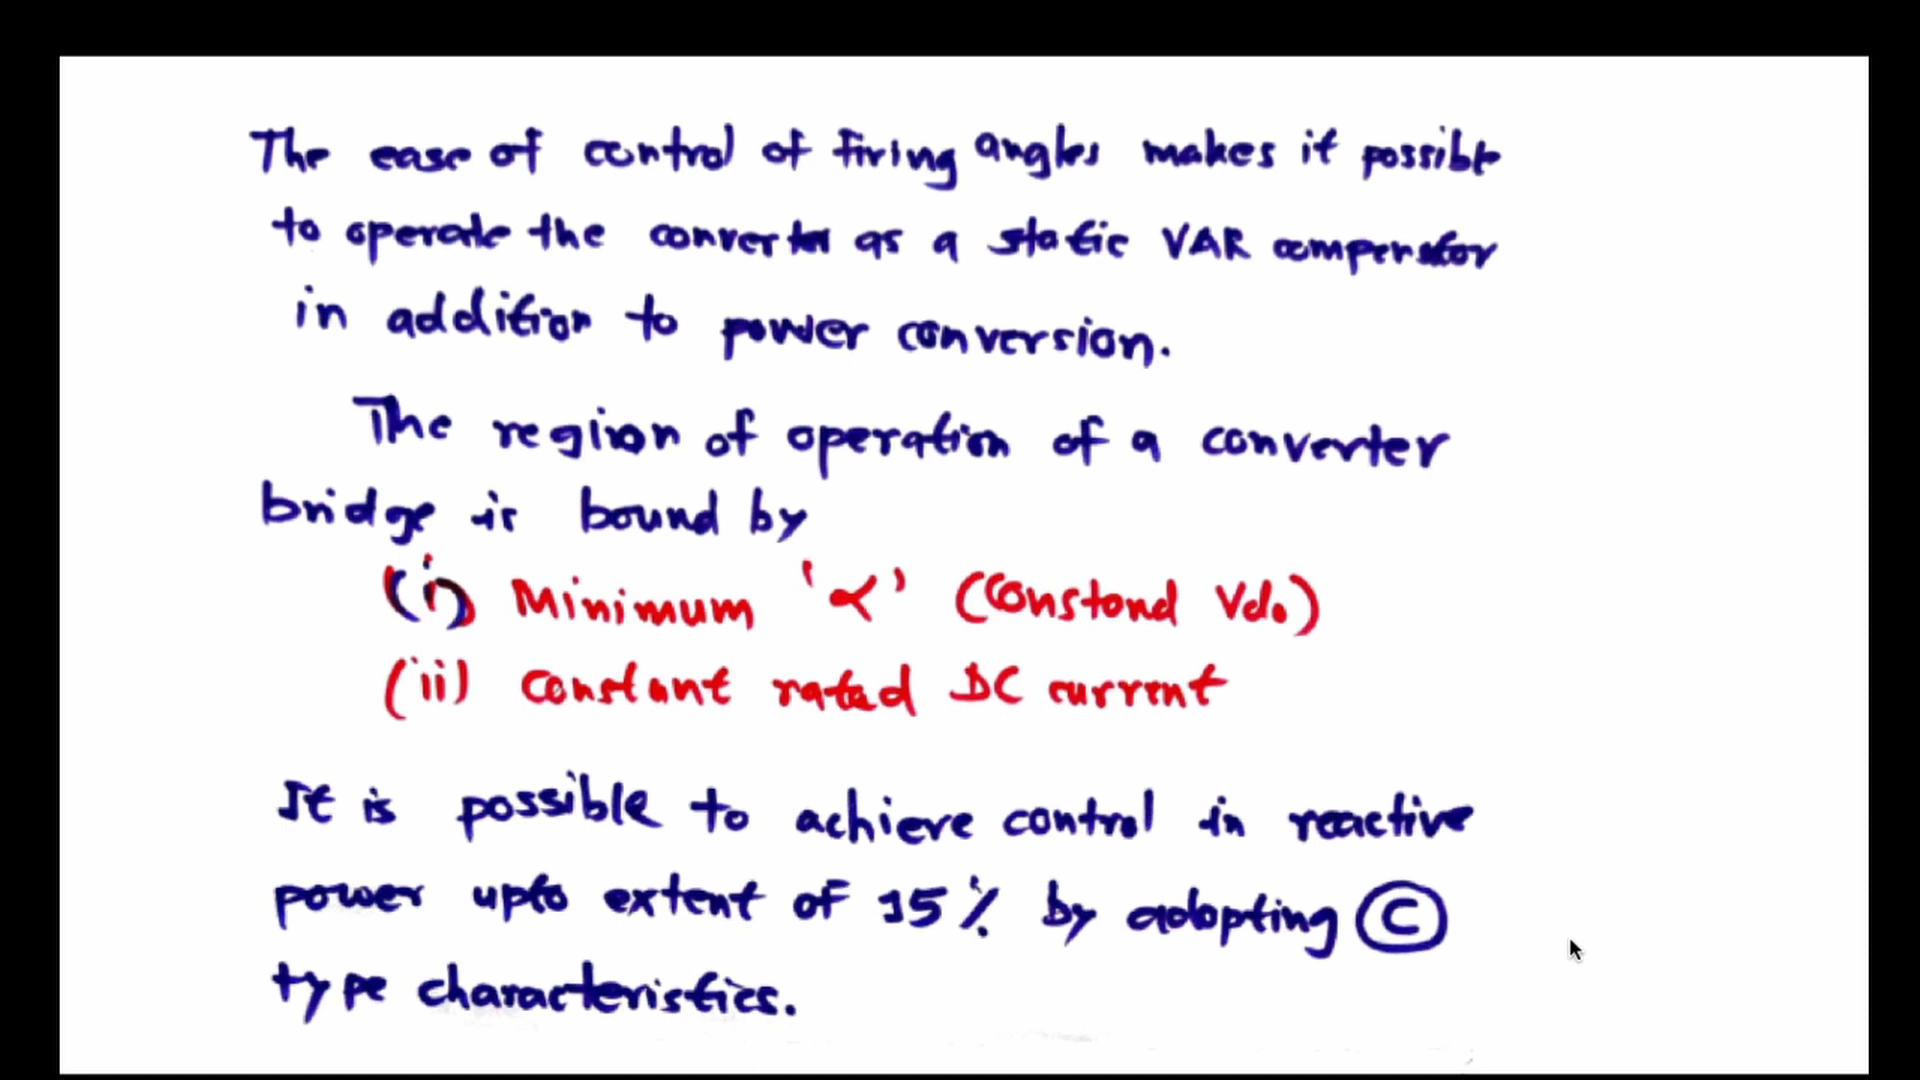 The ease of control of firing angles makes it possible
to operate the converter as a static VAR compenstor
in addition to power conversion.
The region of operation of a converter
bridge is bound by
(i) Minimum 'α' (Constand Vdo)
(ii) Constant rated DC current
It is possible to achieve control in reactive
power upto extent of 15% by adopting C
type characteristics.